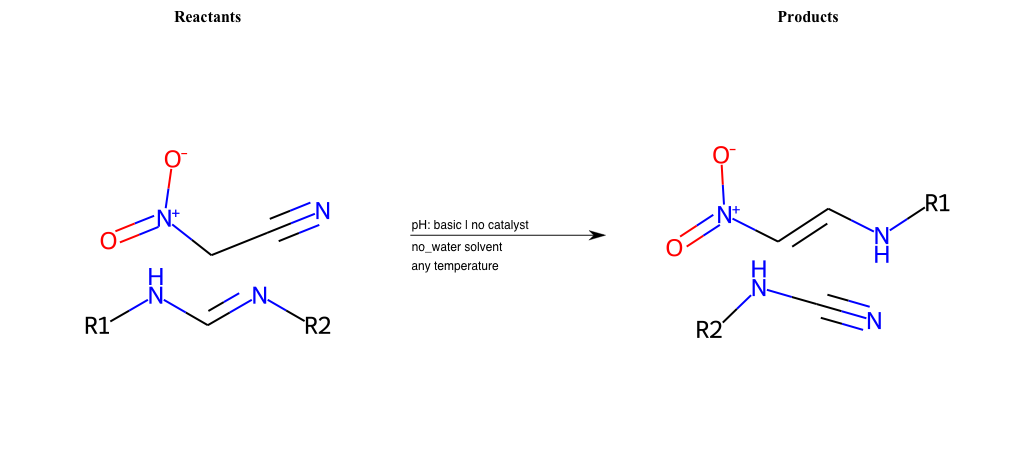 Reactants
Products
O-
N+
O
N
H
N
N
R1
R2
pH: basic | no catalyst
no_water solvent
any temperature
O-
N+
O
R1
N
H
H
N
R2
N